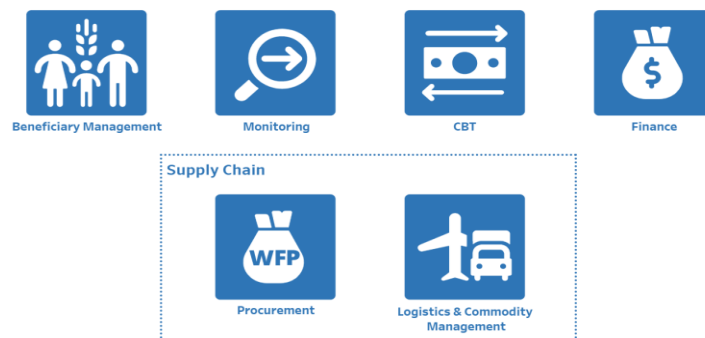 Beneficiary Management
Monitoring
CBT
$
Finance
Supply Chain
WFP
Procurement
Logistics & Commodity
Management